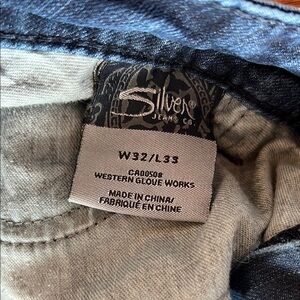 Silver
JEANS CO.
W32/L33
CA00508
WESTERN GLOVE WORKS
MADE IN CHINA/
FABRIQUÉ EN CHINE